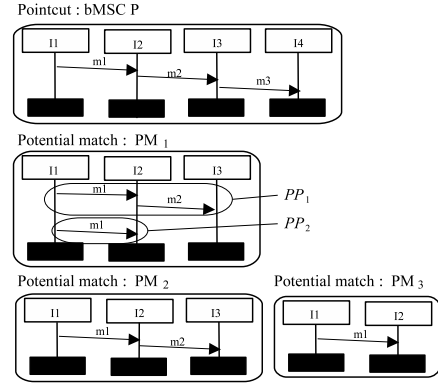 Pointcut : bMSC P
I1 I2 I3 I4
m1
m2
m3
Potential match : PM 1
I1 I2 I3
m1
m2
PP1
m1
PP2
Potential match : PM 2
I1 I2 I3
m1
m2
Potential match : PM 3
I1 I2
m1